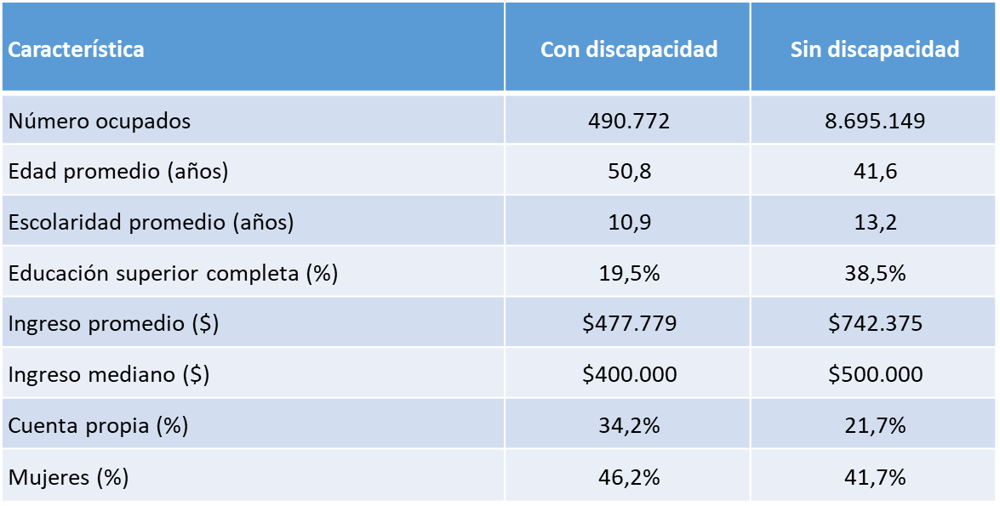 Característica Con discapacidad Sin discapacidad
Número ocupados 490.772 8.695.149
Edad promedio (años) 50,8 41,6
Escolaridad promedio (años) 10,9 13,2
Educación superior completa (%) 19,5% 38,5%
Ingreso promedio ($) $477.779 $742.375
Ingreso mediano ($) $400.000 $500.000
Cuenta propia (%) 34,2% 21,7%
Mujeres (%) 46,2% 41,7%